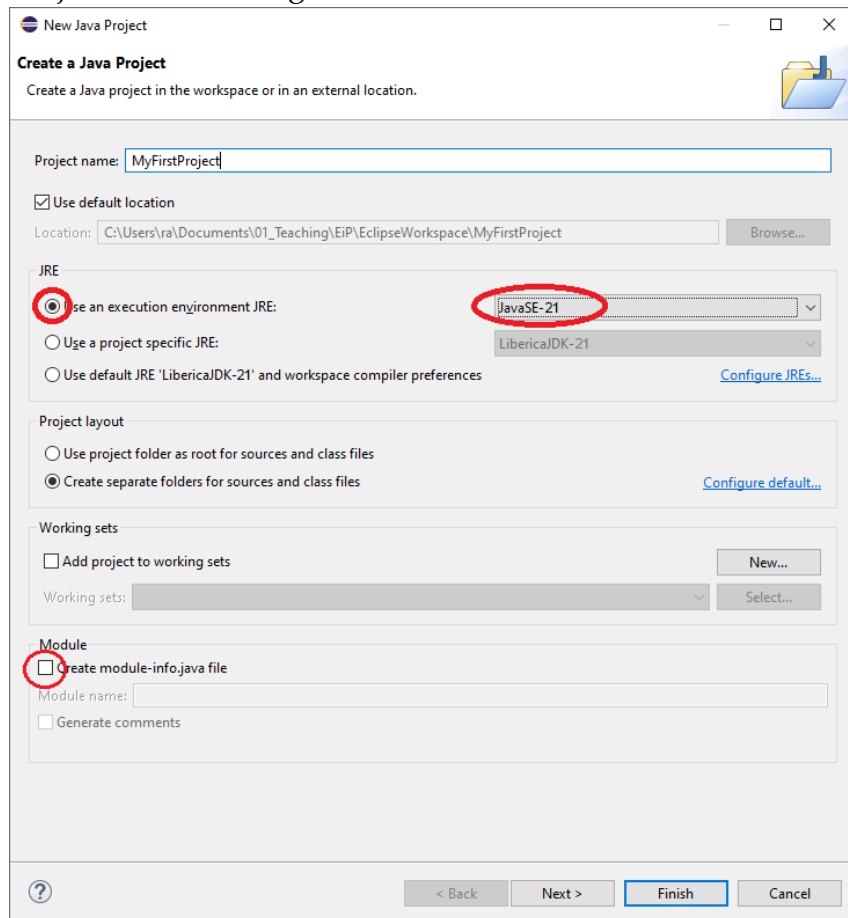 New Java Project
Create a Java Project
Create a Java project in the workspace or in an external location.
Project name: MyFirstProject
Use default location
Location: C:\Users\ra\Documents\01_Teaching\EiP\EclipseWorkspace\MyFirstProject Browse...
JRE
Use an execution environment JRE: JavaSE-21
Use a project specific JRE: LibericaJDK-21
Use default JRE 'LibericaJDK-21' and workspace compiler preferences Configure JREs...
Project layout
Use project folder as root for sources and class files
Create separate folders for sources and class files Configure default...
Working sets
Add project to working sets New...
Working sets: Select...
Module
Create module-info.java file
Module name:
Generate comments
? < Back Next > Finish Cancel